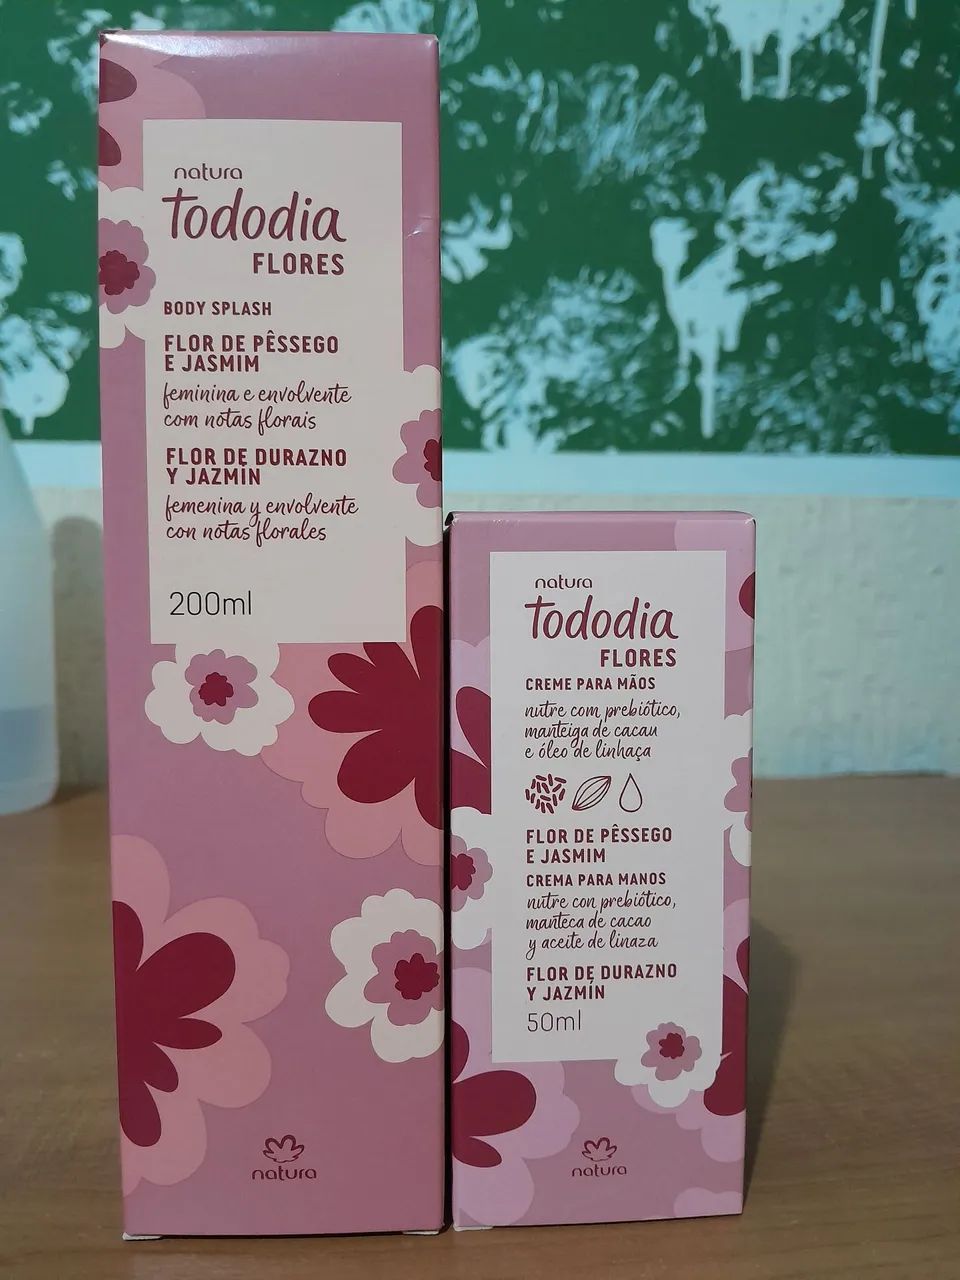 natura
Tododia
FLORES
BODY SPLASH
FLOR DE PÊSSEGO
E JASMIM
feminina e envolvente
com notas florais
FLOR DE DURAZNO
Y JAZMÍN
femenina y envolvente
con notas florales
200ml
natura
natura
Tododia
FLORES
CREME PARA MÃOS
nutre com prebiótico,
manteiga de cacau
e óleo de linhaça
FLOR DE PÊSSEGO
E JASMIM
CREMA PARA MANOS
nutre con prebiótico,
manteca de cacao
y aceite de linaza
FLOR DE DURAZNO
Y JAZMÍN
50ml
natura